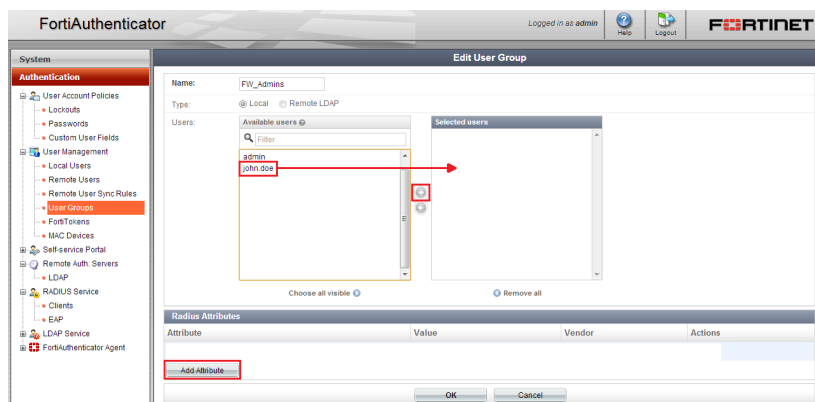 FortiAuthenticator
Logged in as admin
Help
Logout
FORTINET
System
Authentication
User Account Policies
Lockouts
Passwords
Custom User Fields
User Management
Local Users
Remote Users
Remote User Sync Rules
User Groups
FortiTokens
MAC Devices
Self-service Portal
Remote Auth. Servers
LDAP
RADIUS Service
Clients
EAP
LDAP Service
FortiAuthenticator Agent
Edit User Group
Name: FW_Admins
Type: Local Remote LDAP
Users: Available users Selected users
Filter
admin
john.doe
Choose all visible Remove all
Radius Attributes
Attribute Value Vendor Actions
Add Attribute
OK Cancel